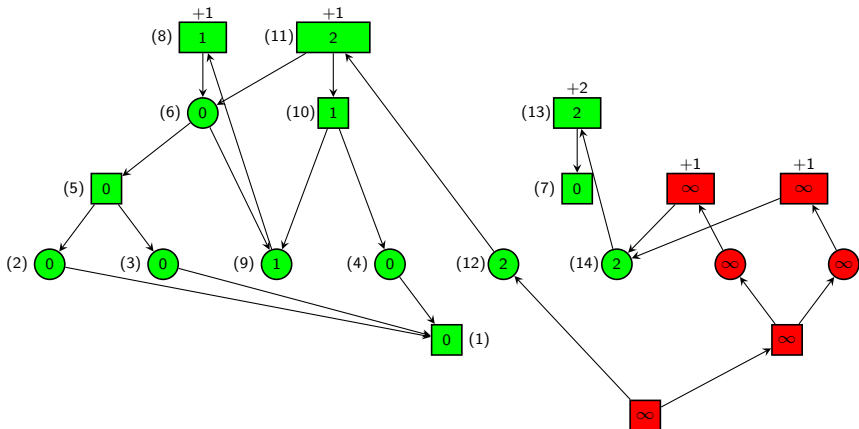 +1 +1
(8) 1 (11) 2
+2
(6) 0 (10) 1 (13) 2
+1 +1
(5) 0 (7) 0 ∞ ∞
(2) 0 (3) 0 (9) 1 (4) 0 (12) 2 (14) 2 ∞ ∞
0 (1) ∞
∞